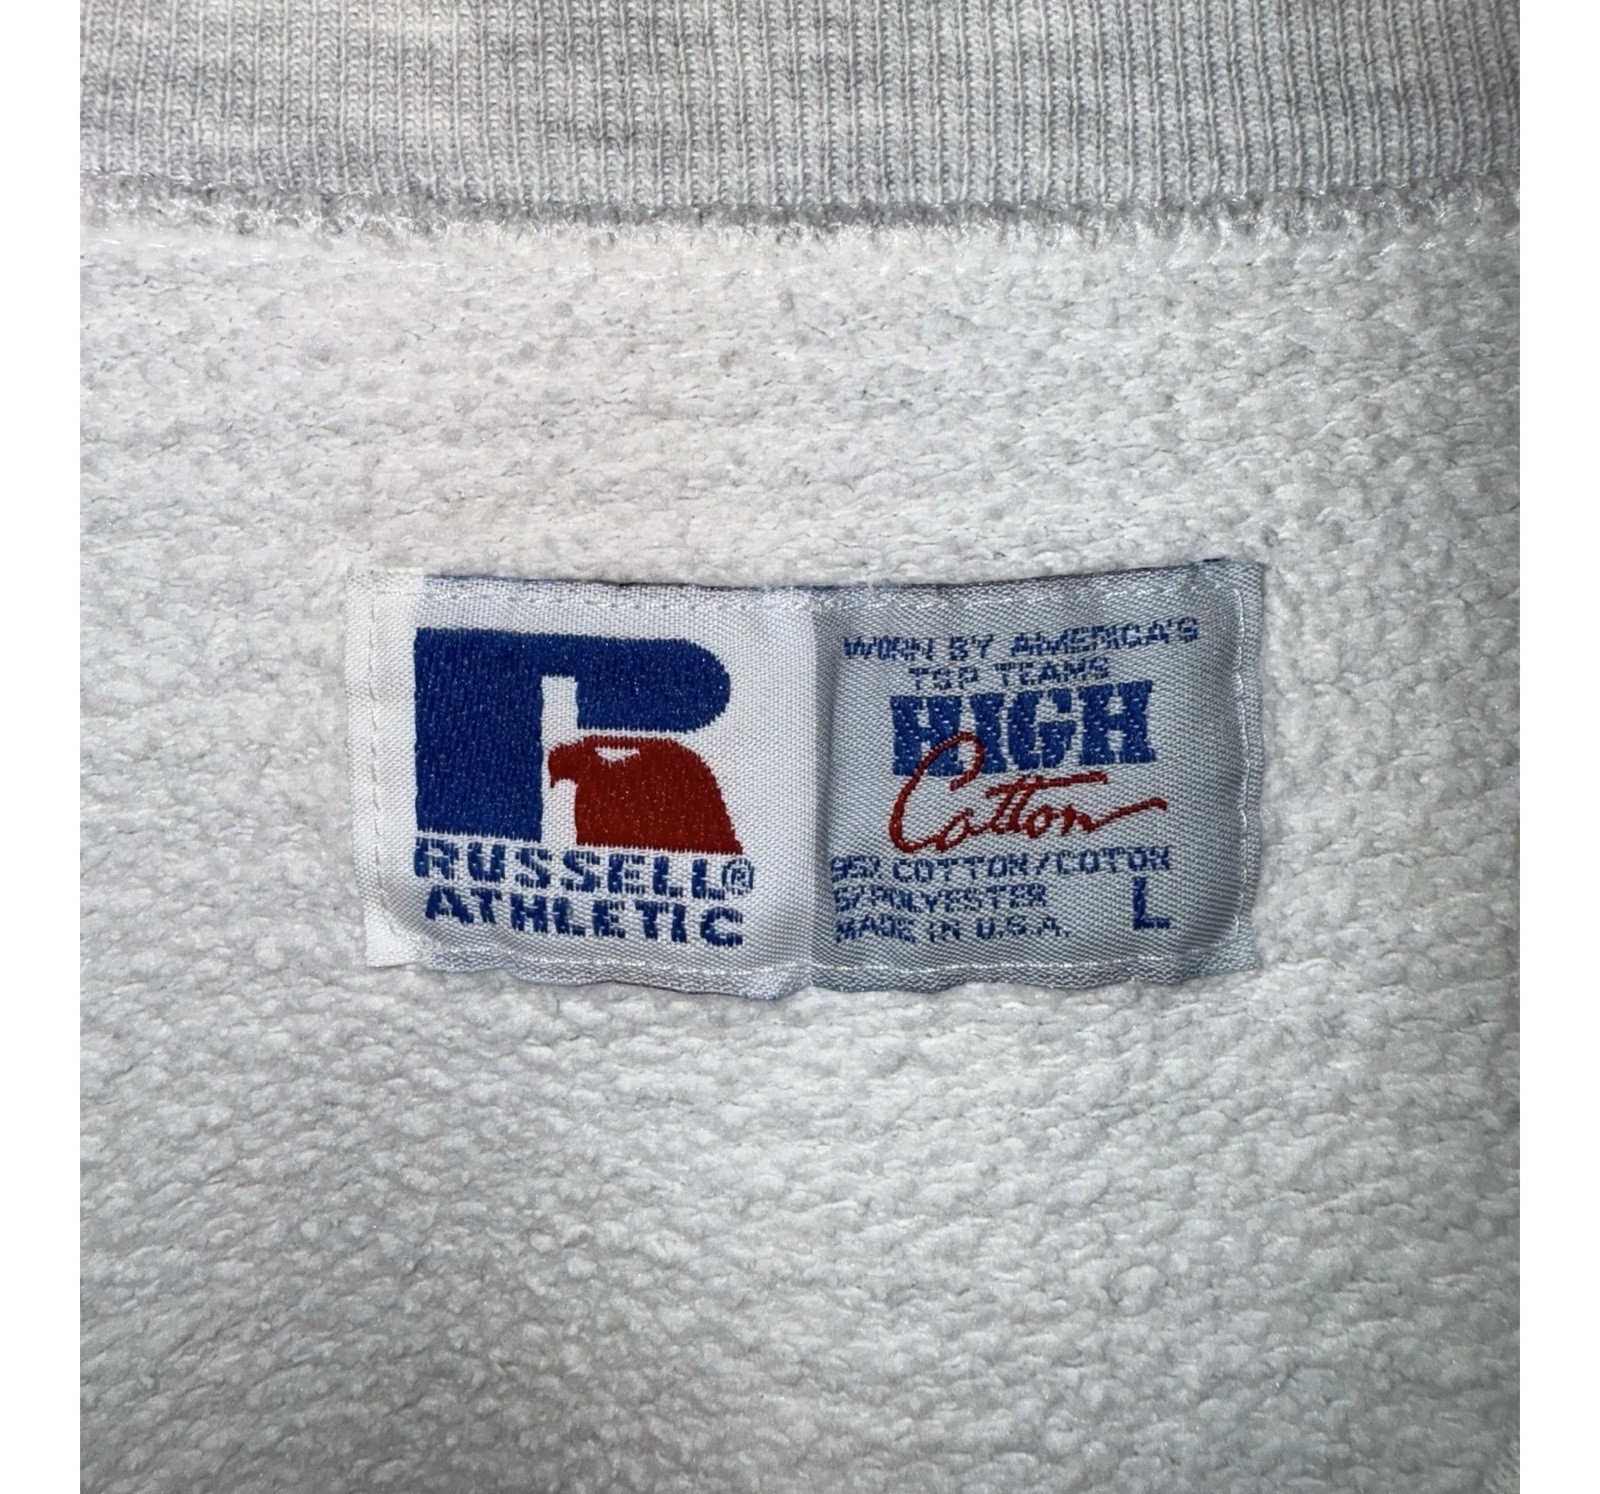 RUSSELL®
ATHLETIC
WORN BY AMERICA'S
TOP TEAMS
HIGH
Cotton
95% COTTON/COTON
5% POLYESTER
MADE IN U.S.A.
L